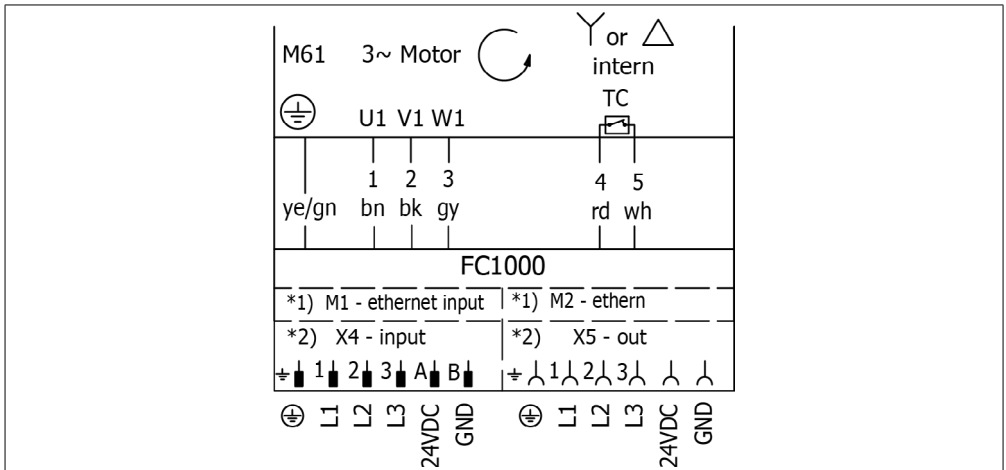 M61 3~ Motor or
intern
TC
U1 V1 W1
1 2 3 4 5
ye/gn bn bk gy rd wh
FC1000
*1) M1 - ethernet input *1) M2 - ethern
*2) X4 - input *2) X5 - out
1 2 3 A B 1 2 3
L1 L2 L3 24VDC GND L1 L2 L3 24VDC GND